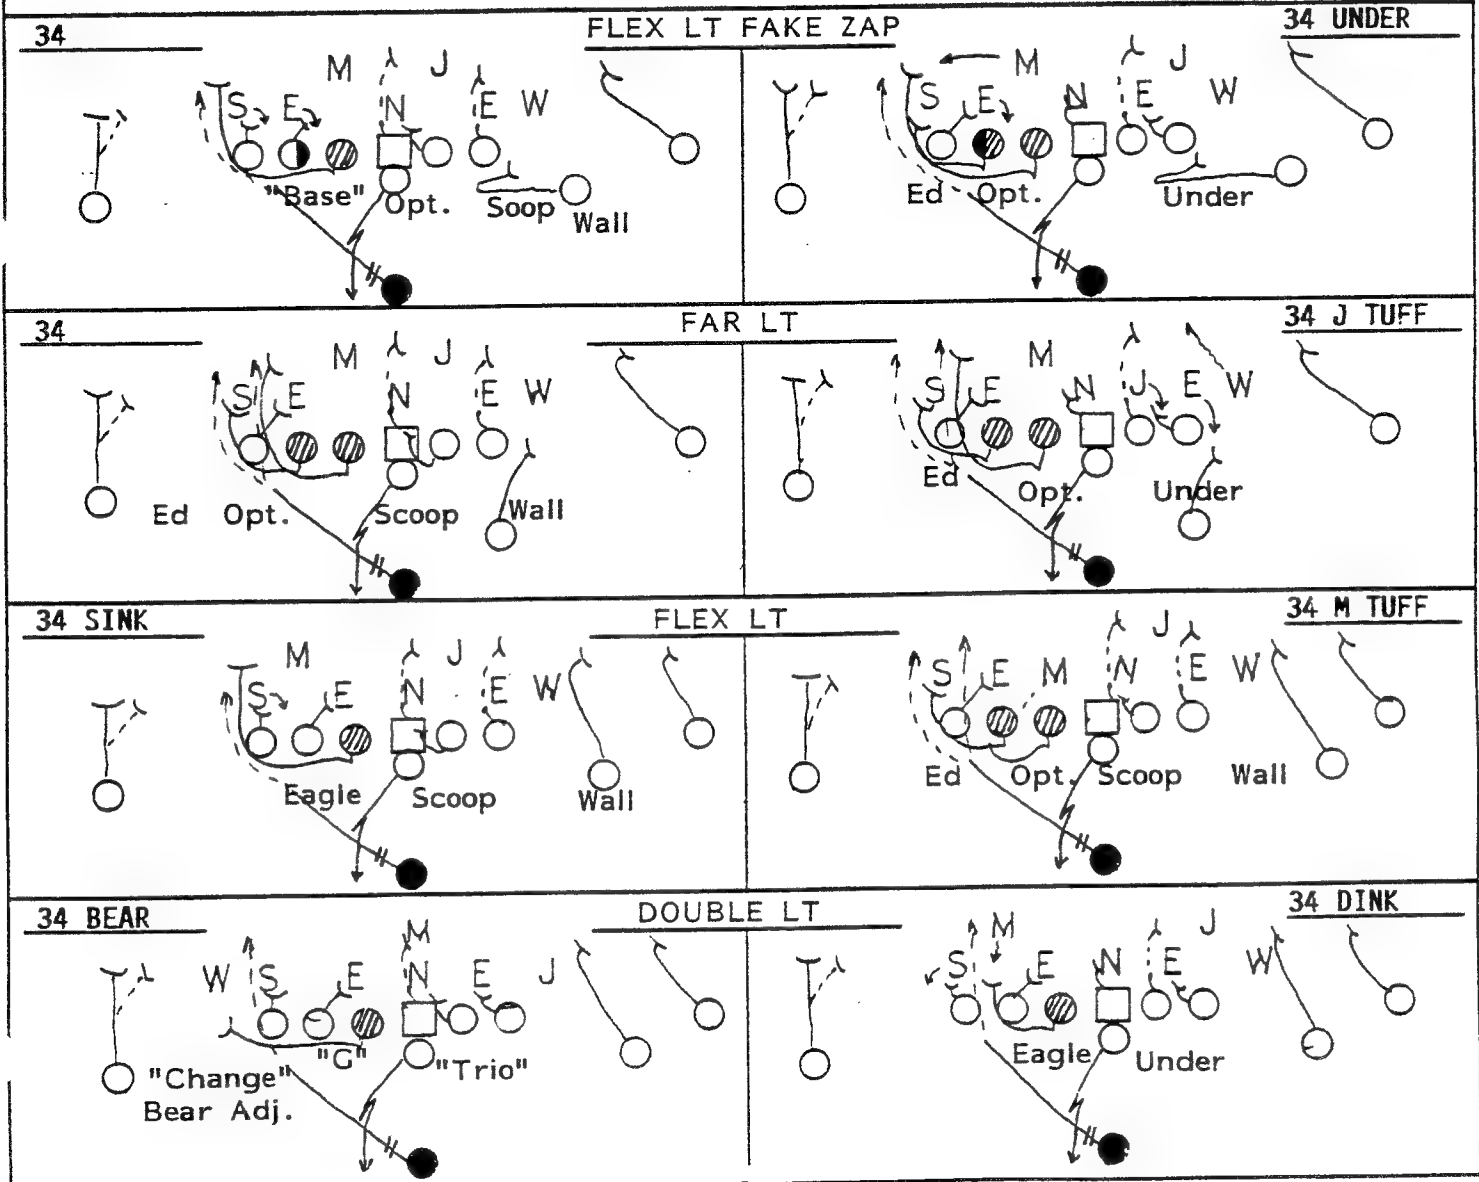 34 FLEX LT FAKE ZAP 34 UNDER
M J M J
S E N E W S E N E W
"Base" Opt. Soop Wall Ed Opt. Under
34 FAR LT 34 J TUFF
M J M
S E N E W S E N J E W
Ed Opt. Scoop Wall Ed Opt. Under
34 SINK FLEX LT 34 M TUFF
M J J
S E N E W S E M N E W
Eagle Scoop Wall Ed Opt. Scoop Wall
34 BEAR DOUBLE LT 34 DINK
M M J
W S E N E J S E N E W
"G" "Trio" Eagle Under
"Change"
Bear Adj.